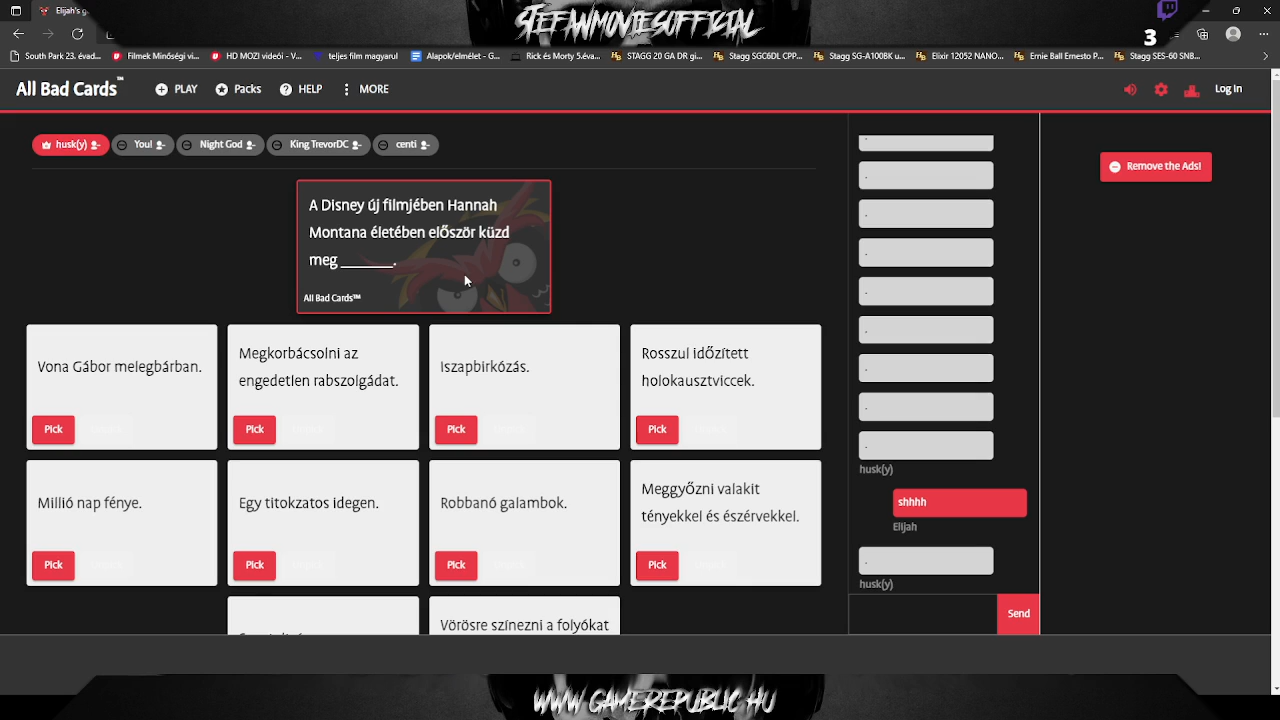 STEFANMOVIESOFFICIAL
Elijah's g
3
South Park 23. évad...
Filmek Minőségi vi...
HD MOZI videói - V...
teljes film magyarul
Alapok/elmélet - G...
Rick és Morty 5.éva...
STAGG 20 GA DR gi...
Stagg SGC6DL CPP...
Stagg SG-A100BK u...
Elixir 12052 NANO...
Ernie Ball Ernesto P...
Stagg SES-60 SNB...
All Bad Cards™
PLAY
Packs
HELP
MORE
Log In
husk(y)
You!
Night God
King TrevorDC
centi
Remove the Ads!
A Disney új filmjében Hannah
Montana életében először küzd
meg ________.
All Bad Cards™
Vona Gábor melegbárban.
Pick
Megkorbácsolni az
engedetlen rabszolgádat.
Pick
Iszapbirkózás.
Pick
Rosszul időzített
holokausztviccek.
Pick
Millió nap fénye.
Pick
Egy titokzatos idegen.
Pick
Robbanó galambok.
Pick
Meggyőzni valakit
tényekkel és észérvekkel.
Pick
Vörösre színezni a folyókat
.
.
.
.
.
.
.
.
.
husk(y)
shhhh
Elijah
.
husk(y)
Send
WWW GAMEREPUBLIC HU